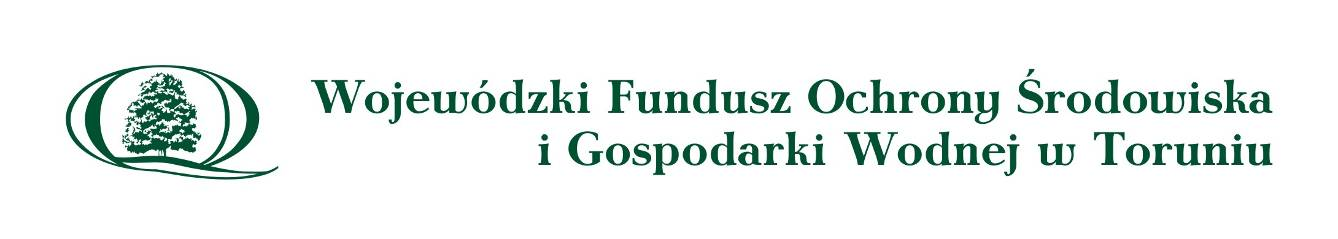 Wojewódzki Fundusz Ochrony Środowiska
i Gospodarki Wodnej w Toruniu